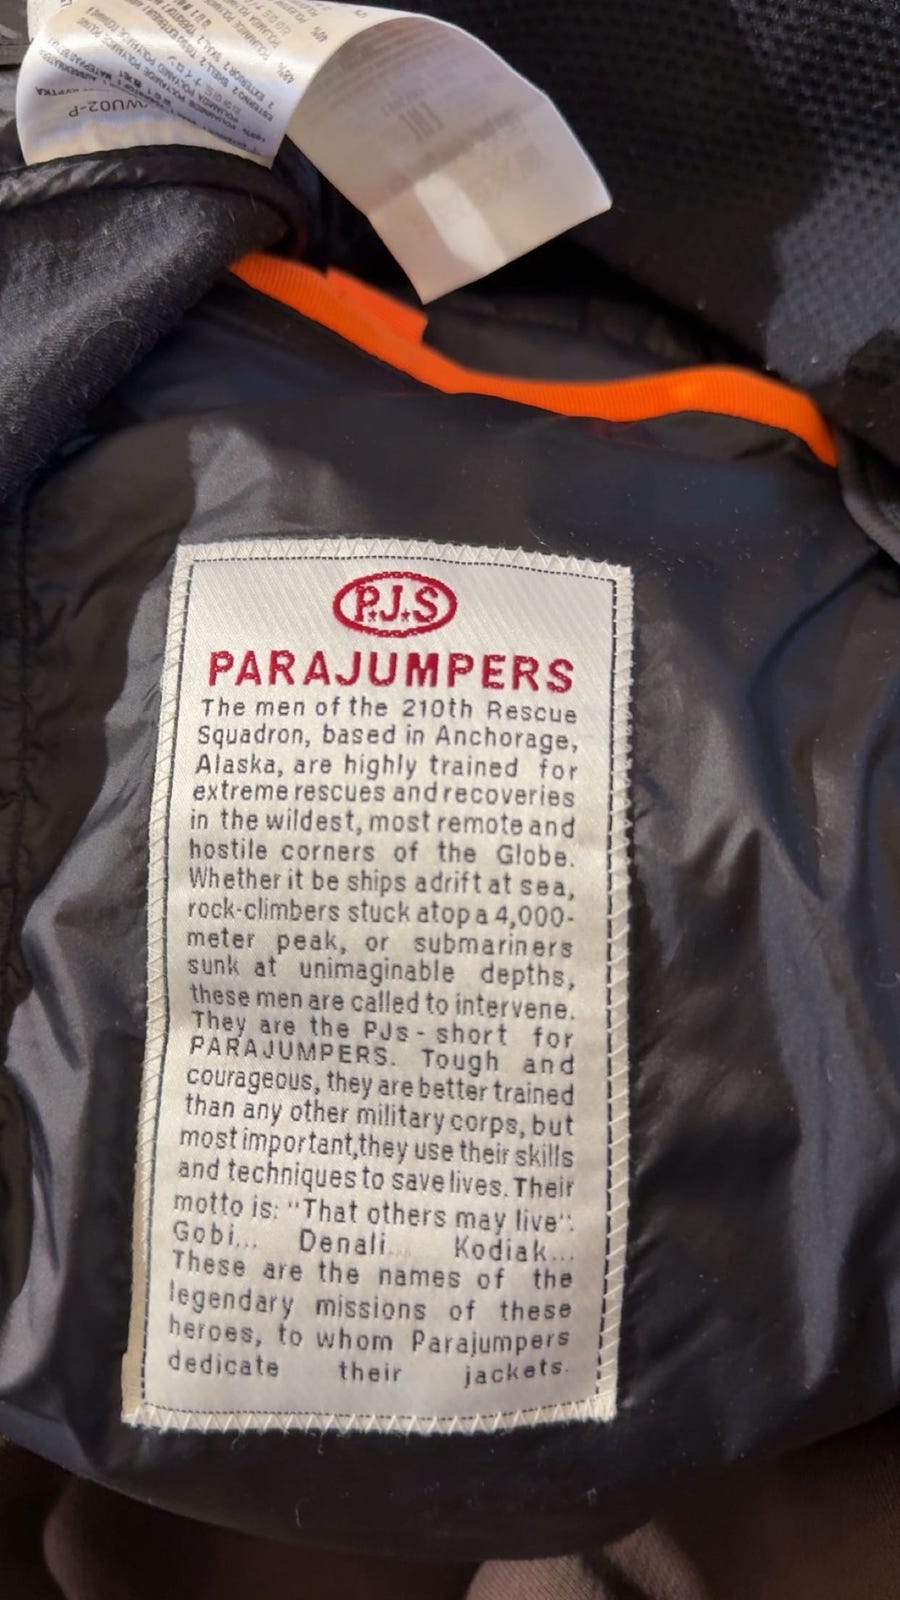 WU02-P
P.J.S
PARAJUMPERS
The men of the 210th Rescue
Squadron, based in Anchorage,
Alaska, are highly trained for
extreme rescues and recoveries
in the wildest, most remote and
hostile corners of the Globe.
Whether it be ships adrift at sea,
rock-climbers stuck atop a 4,000-
meter peak, or submariners
sunk at unimaginable depths,
these men are called to intervene.
They are the PJs - short for
PARAJUMPERS. Tough and
courageous, they are better trained
than any other military corps, but
most important,they use their skills
and techniques to save lives. Their
motto is: "That others may live".
Gobi... Denali... Kodiak...
These are the names of the
legendary missions of these
heroes, to whom Parajumpers
dedicate their jackets.